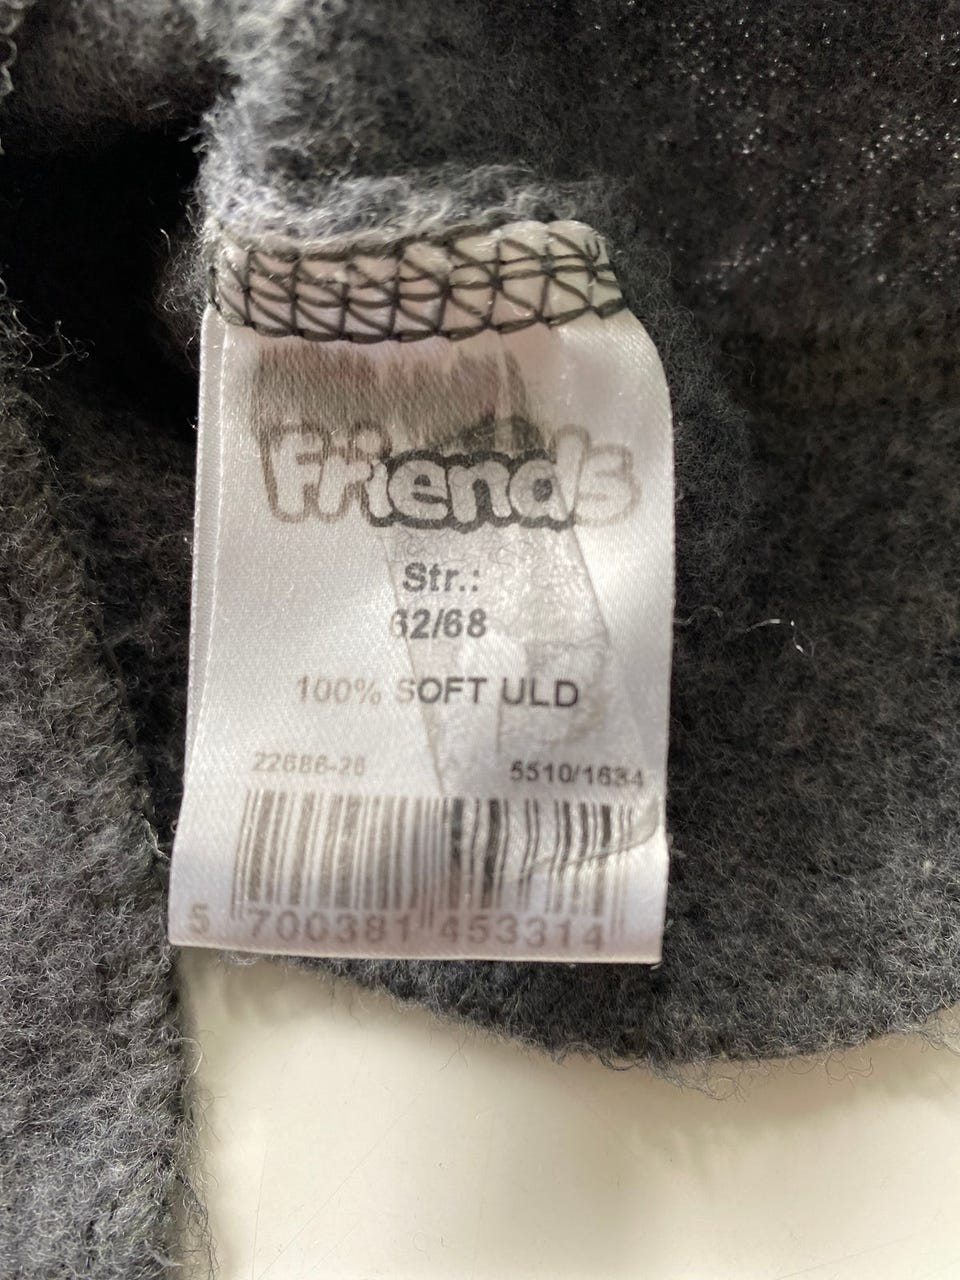 friends
Str.:
62/68
100% SOFT ULD
22686-26 5510/1634
5 700381 453314